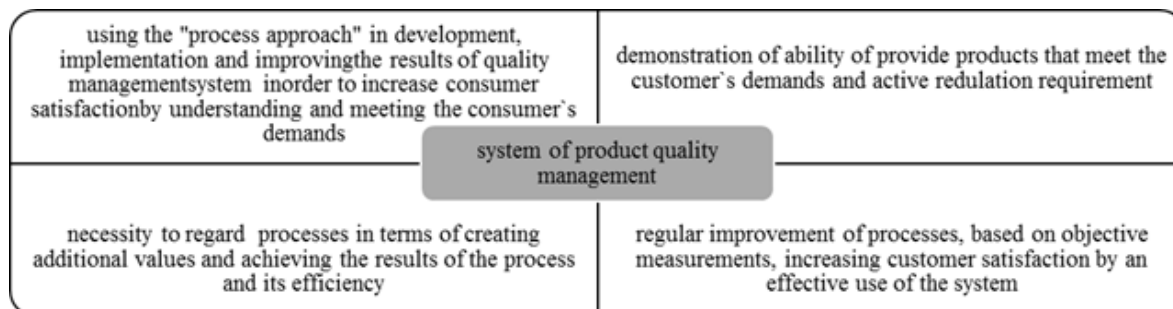 using the "process approach" in development,
implementation and improvingthe results of quality
managementsystem inorder to increase consumer
satisfactionby understanding and meeting the consumer`s
demands
demonstration of ability of provide products that meet the
customer`s demands and active redulation requirement
system of product quality
management
necessity to regard processes in terms of creating
additional values and achieving the results of the process
and its efficiency
regular improvement of processes, based on objective
measurements, increasing customer satisfaction by an
effective use of the system